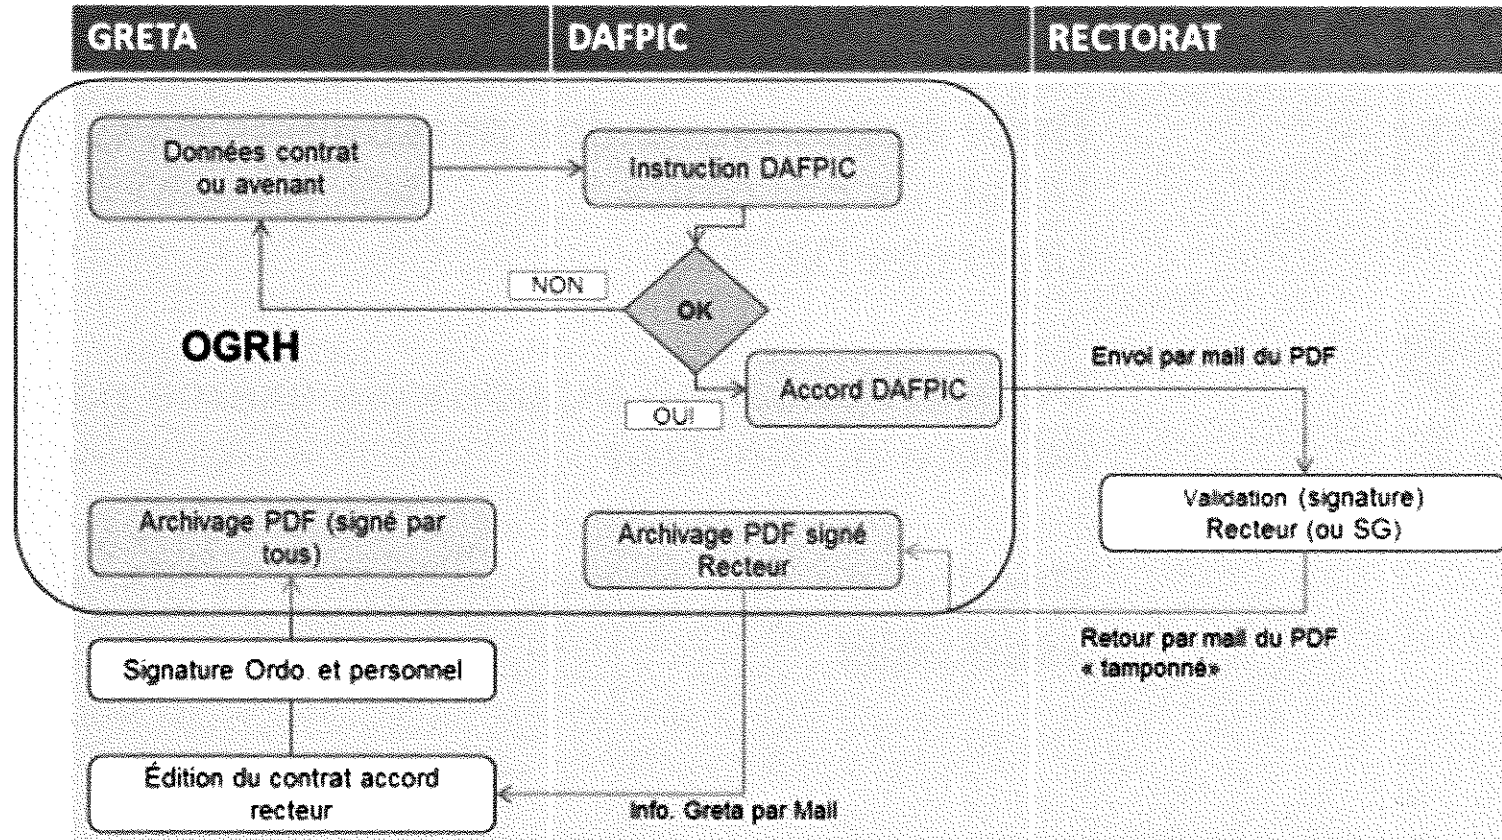 GRETA
DAFPIC
RECTORAT
Données contrat
ou avenant
Instruction DAFPIC
NON
OK
OGRH
Envoi par mail du PDF
Accord DAFPIC
OUI
Archivage PDF (signé par
tous)
Archivage PDF signé
Recteur
Validation (signature)
Recteur (ou SG)
Signature Ordo. et personnel
Retour par mail du PDF
« tamponné»
Édition du contrat accord
recteur
Info. Greta par Mail